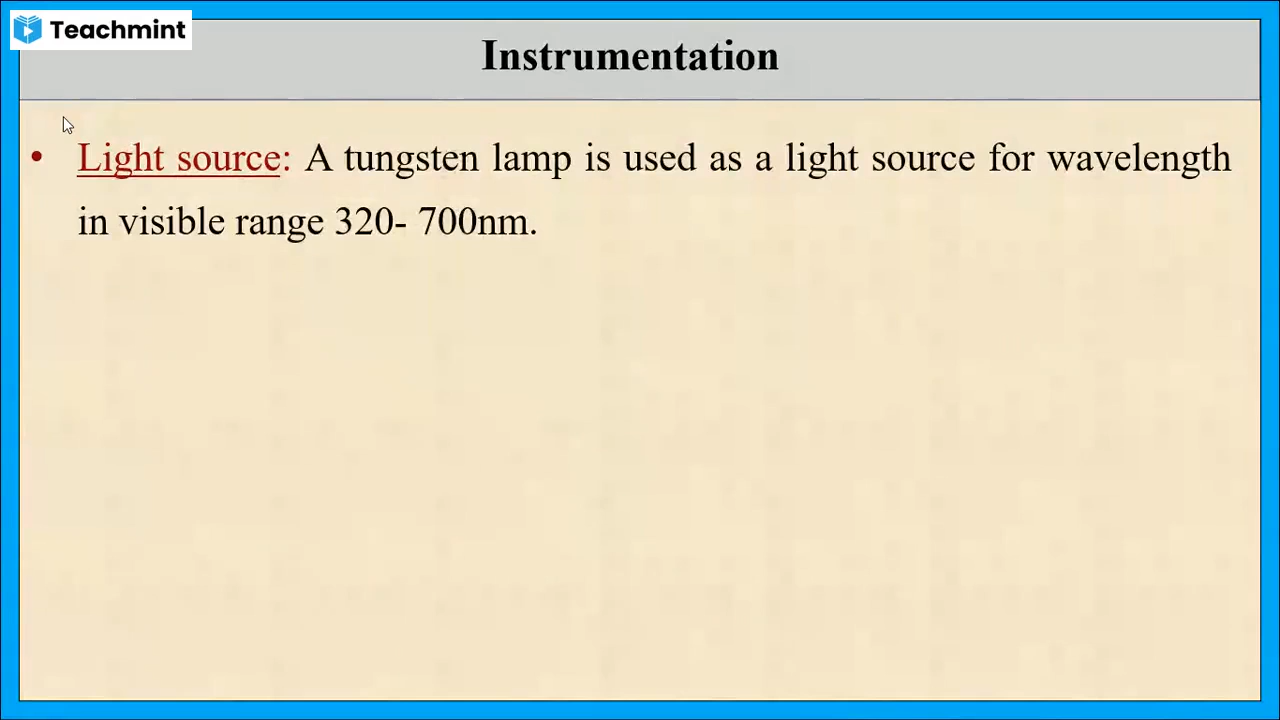 Teachmint
Instrumentation
• Light source: A tungsten lamp is used as a light source for wavelength
in visible range 320- 700nm.